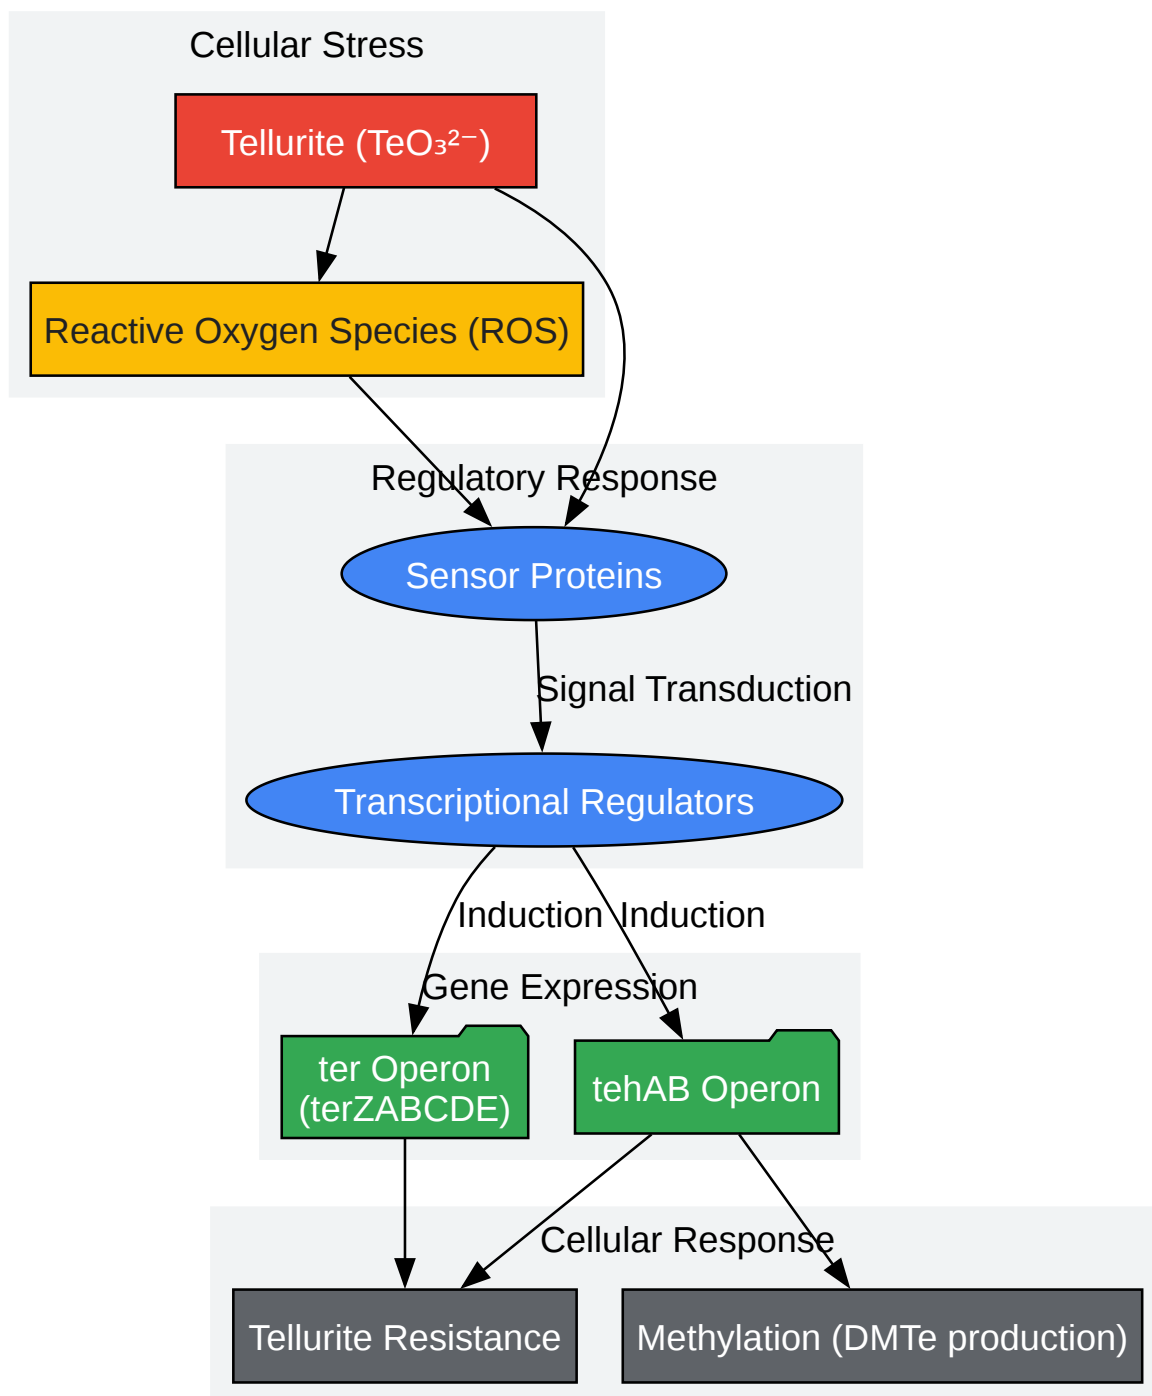 Cellular Stress
Tellurite (TeO₃²⁻)
Reactive Oxygen Species (ROS)
Regulatory Response
Sensor Proteins
Signal Transduction
Transcriptional Regulators
Induction
Induction
Gene Expression
ter Operon
(terZABCDE)
tehAB Operon
Cellular Response
Tellurite Resistance
Methylation (DMTe production)